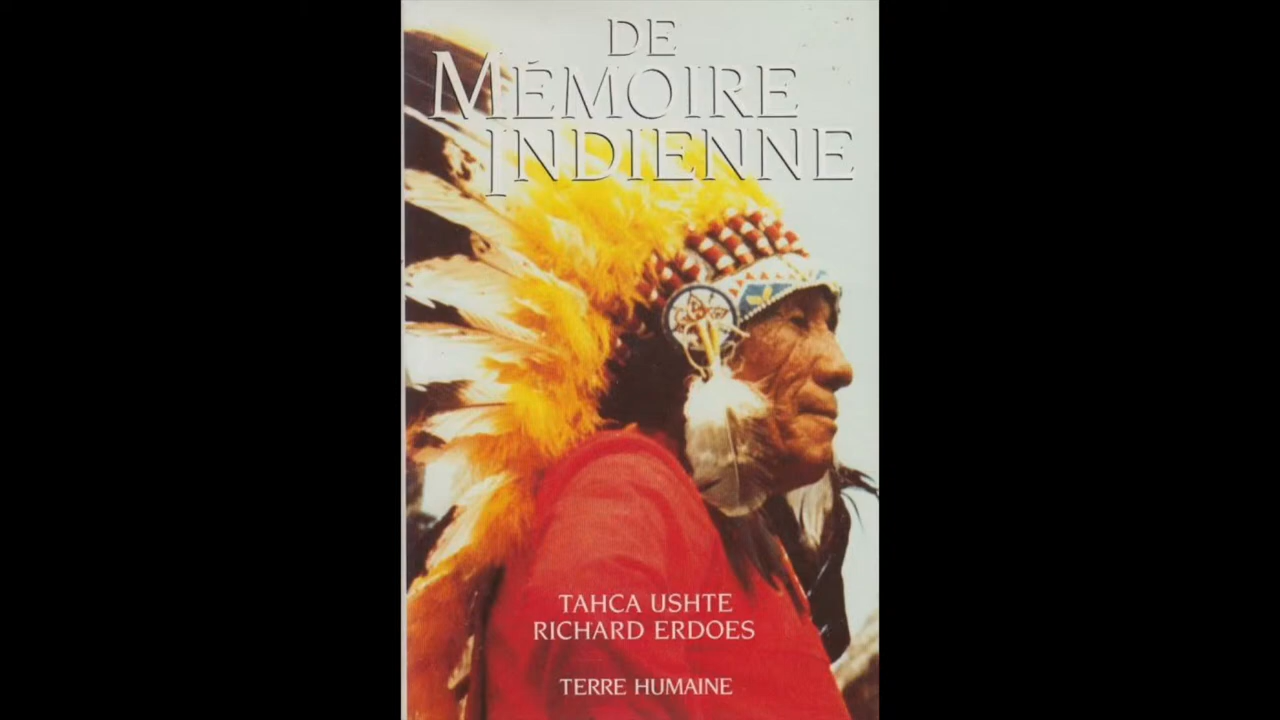 DE
MÉMOIRE
INDIENNE
TAHCA USHTE
RICHARD ERDOES
TERRE HUMAINE